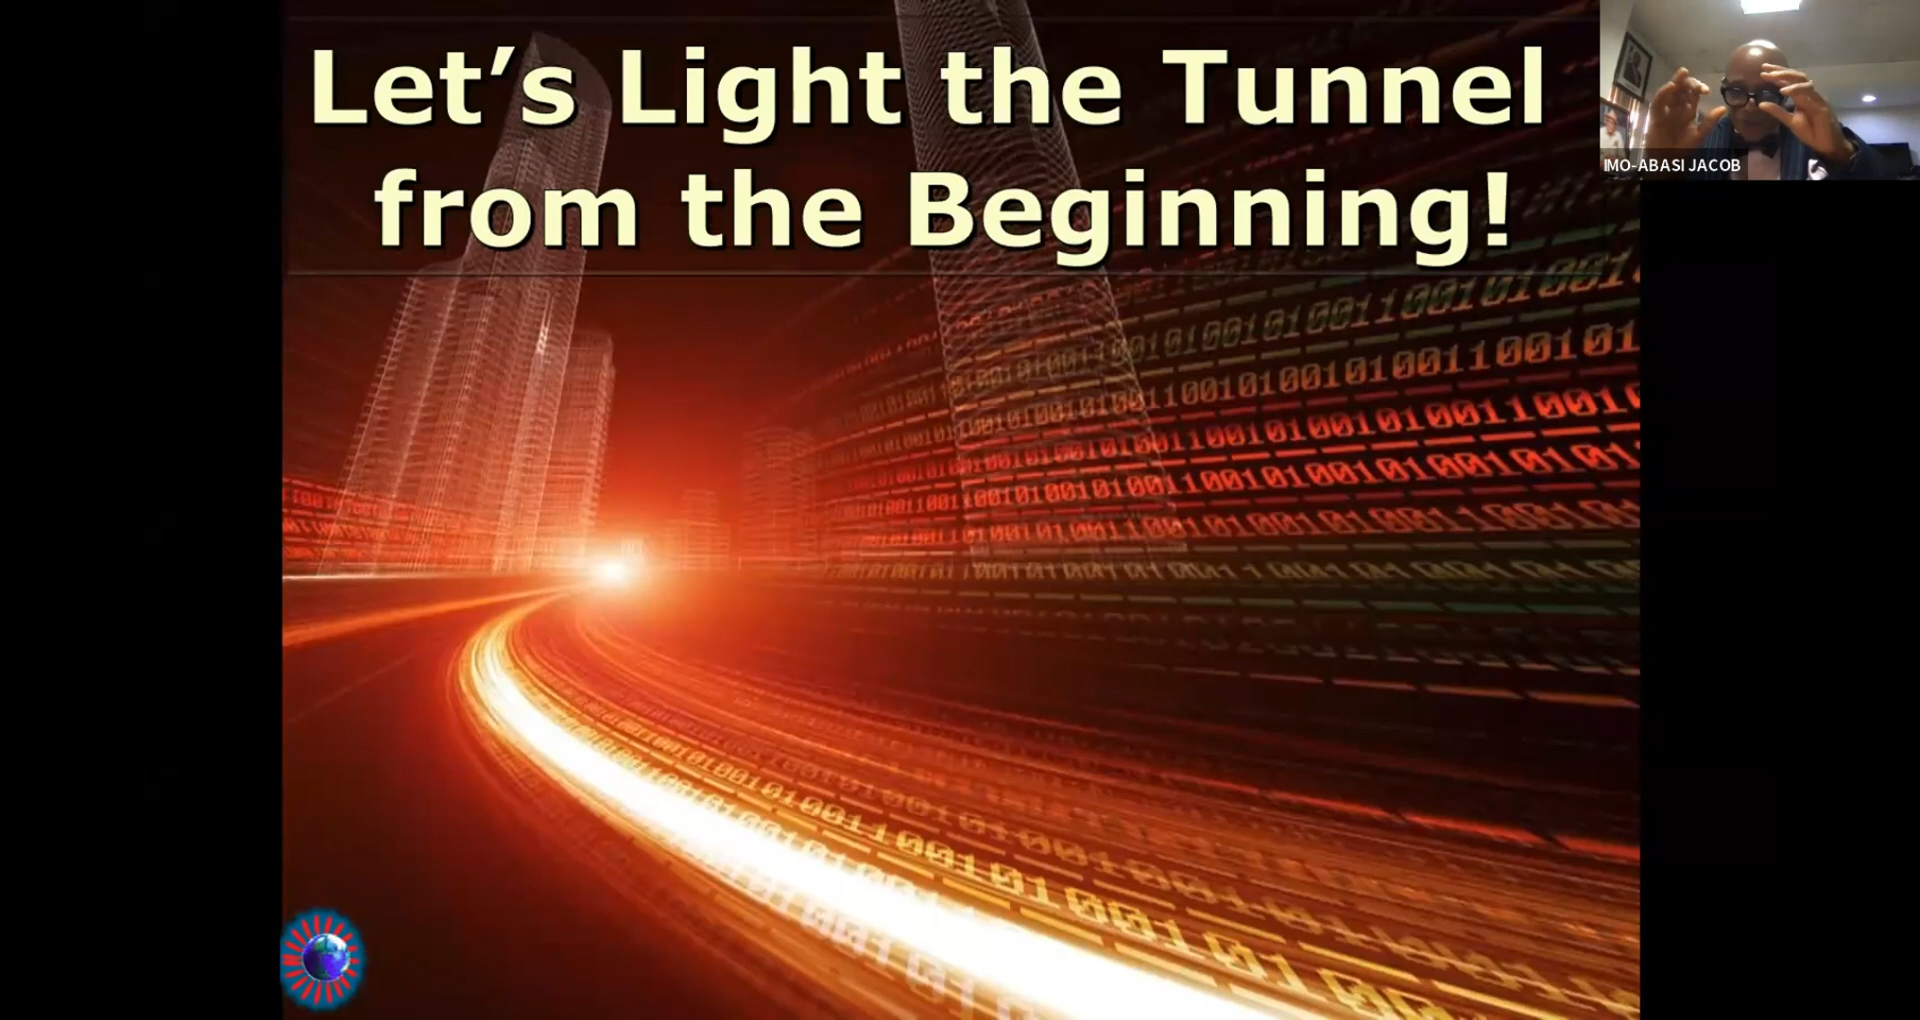 Let’s Light the Tunnel
from the Beginning!
IMO-ABASI JACOB